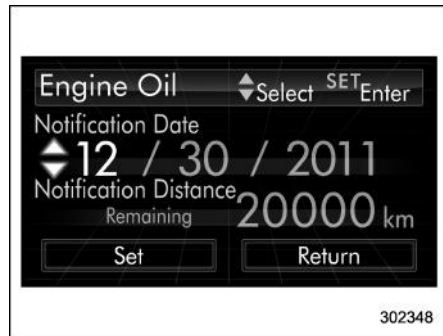 Engine Oil Select SET Enter
Notification Date
12 / 30 / 2011
Notification Distance
Remaining 20000 km
Set Return
302348